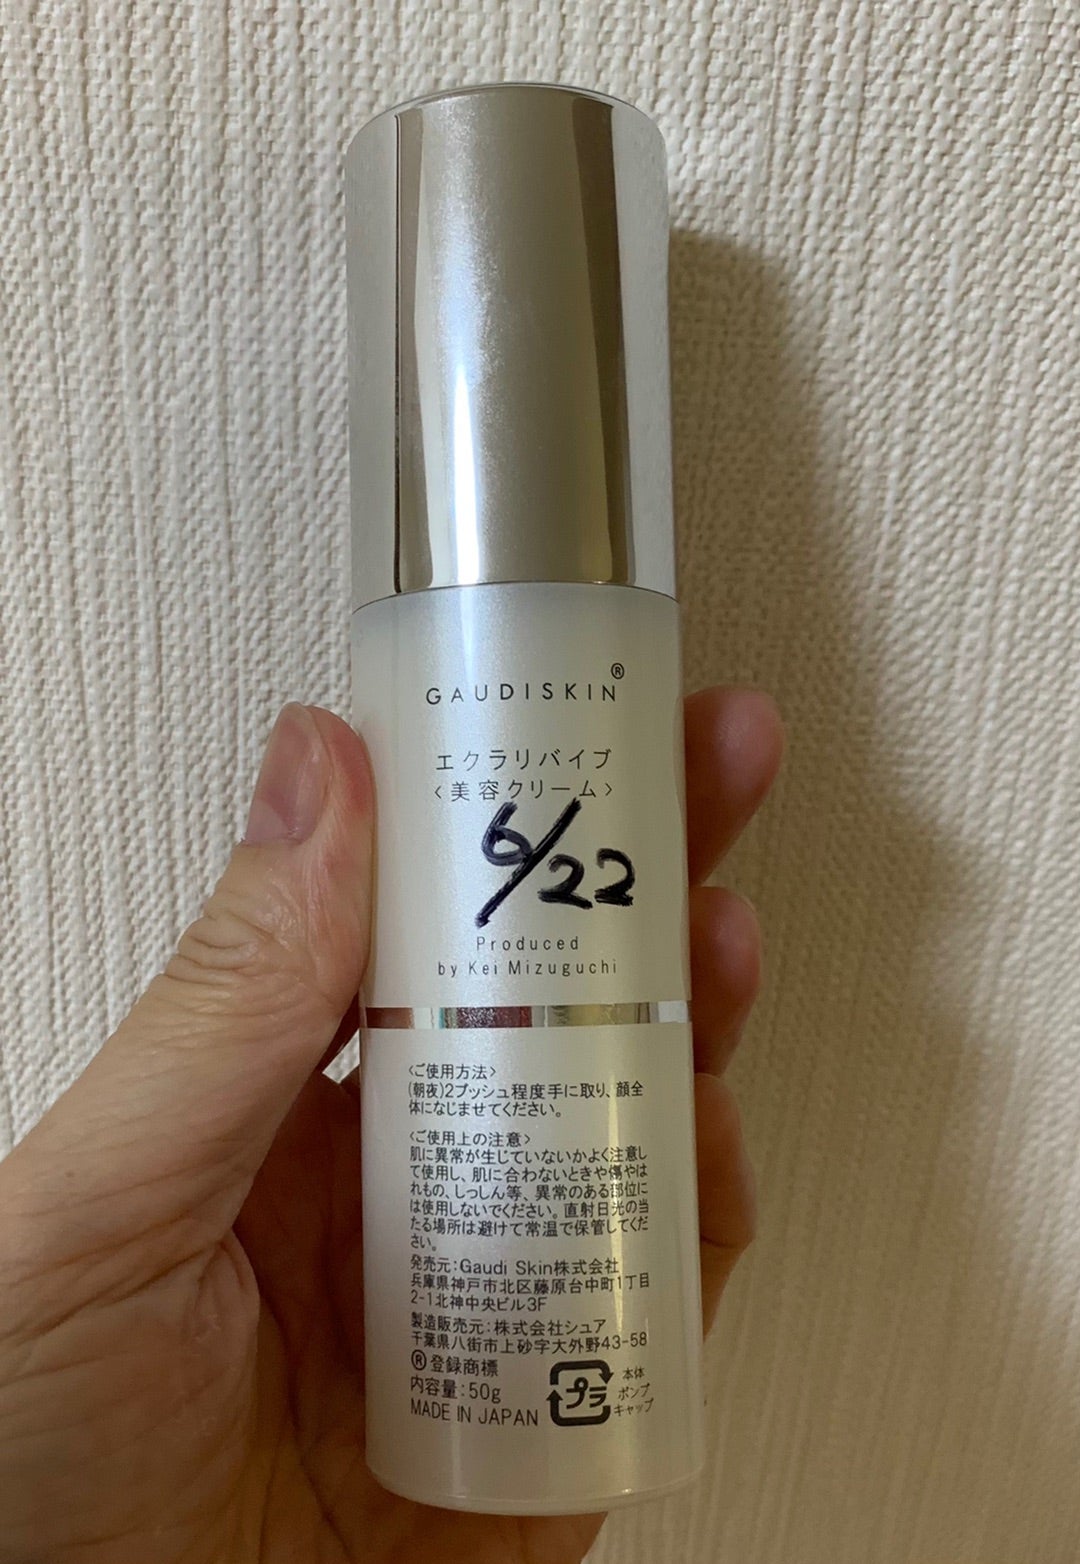 GAUDISKIN®
エクラリバイブ
〈美容クリーム〉
6/22
Produced
by Kei Mizuguchi
〈ご使用方法〉
(朝夜)2プッシュ程度手に取り、顔全
体になじませてください。
〈ご使用上の注意〉
肌に異常が生じていないかよく注意し
て使用し、肌に合わないときや傷やは
れもの、しっしん等、異常のある部位に
は使用しないでください。直射日光の当
たる場所は避けて常温で保管してくだ
さい。
発売元:Gaudi Skin株式会社
兵庫県神戸市北区藤原台中町1丁目
2-1北神中央ビル3F
製造販売元:株式会社シュア
千葉県八街市上砂字大外野43-58
®登録商標
内容量:50g
MADE IN JAPAN
プラ
本体
ポンプ
キャップ